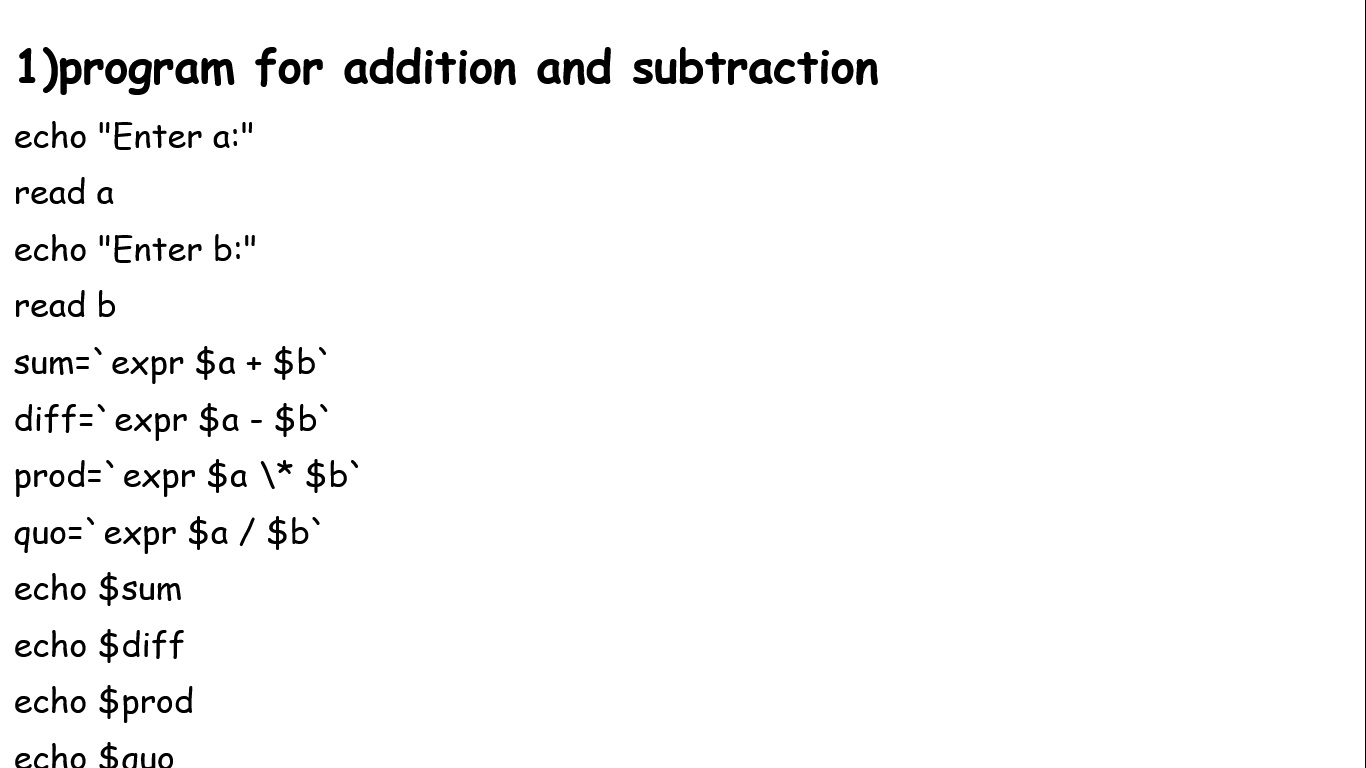 1)program for addition and subtraction
echo "Enter a:"
read a
echo "Enter b:"
read b
sum=`expr $a + $b`
diff=`expr $a - $b`
prod=`expr $a \* $b`
quo=`expr $a / $b`
echo $sum
echo $diff
echo $prod
echo $quo